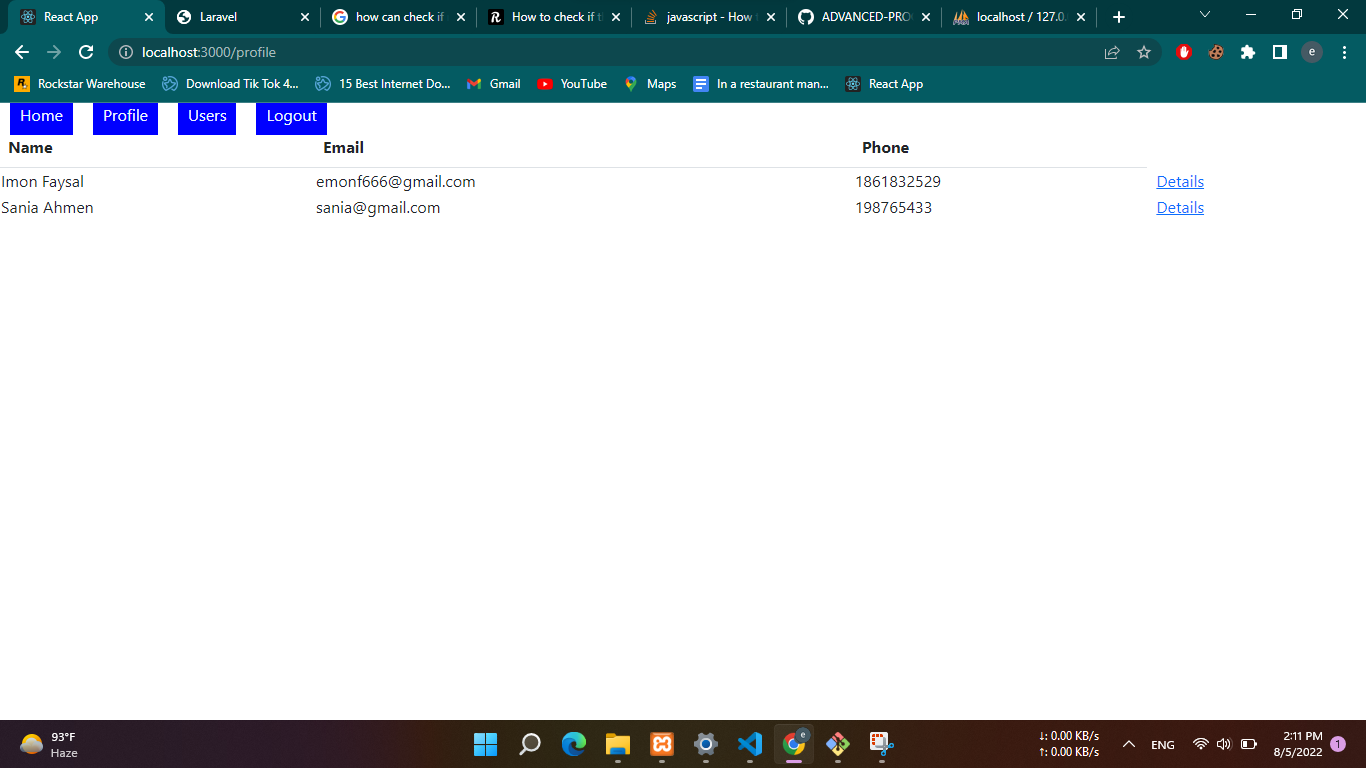 React App
Laravel
how can check if
How to check if t
javascript - How
ADVANCED-PRO
localhost / 127.0.
localhost:3000/profile
e
Rockstar Warehouse
Download Tik Tok 4...
15 Best Internet Do...
Gmail
YouTube
Maps
In a restaurant man...
React App
Home Profile Users Logout
Name Email Phone
Imon Faysal emonf666@gmail.com 1861832529 Details
Sania Ahmen sania@gmail.com 198765433 Details
93°F
Haze
↓: 0.00 KB/s
↑: 0.00 KB/s
ENG
2:11 PM
8/5/2022
1